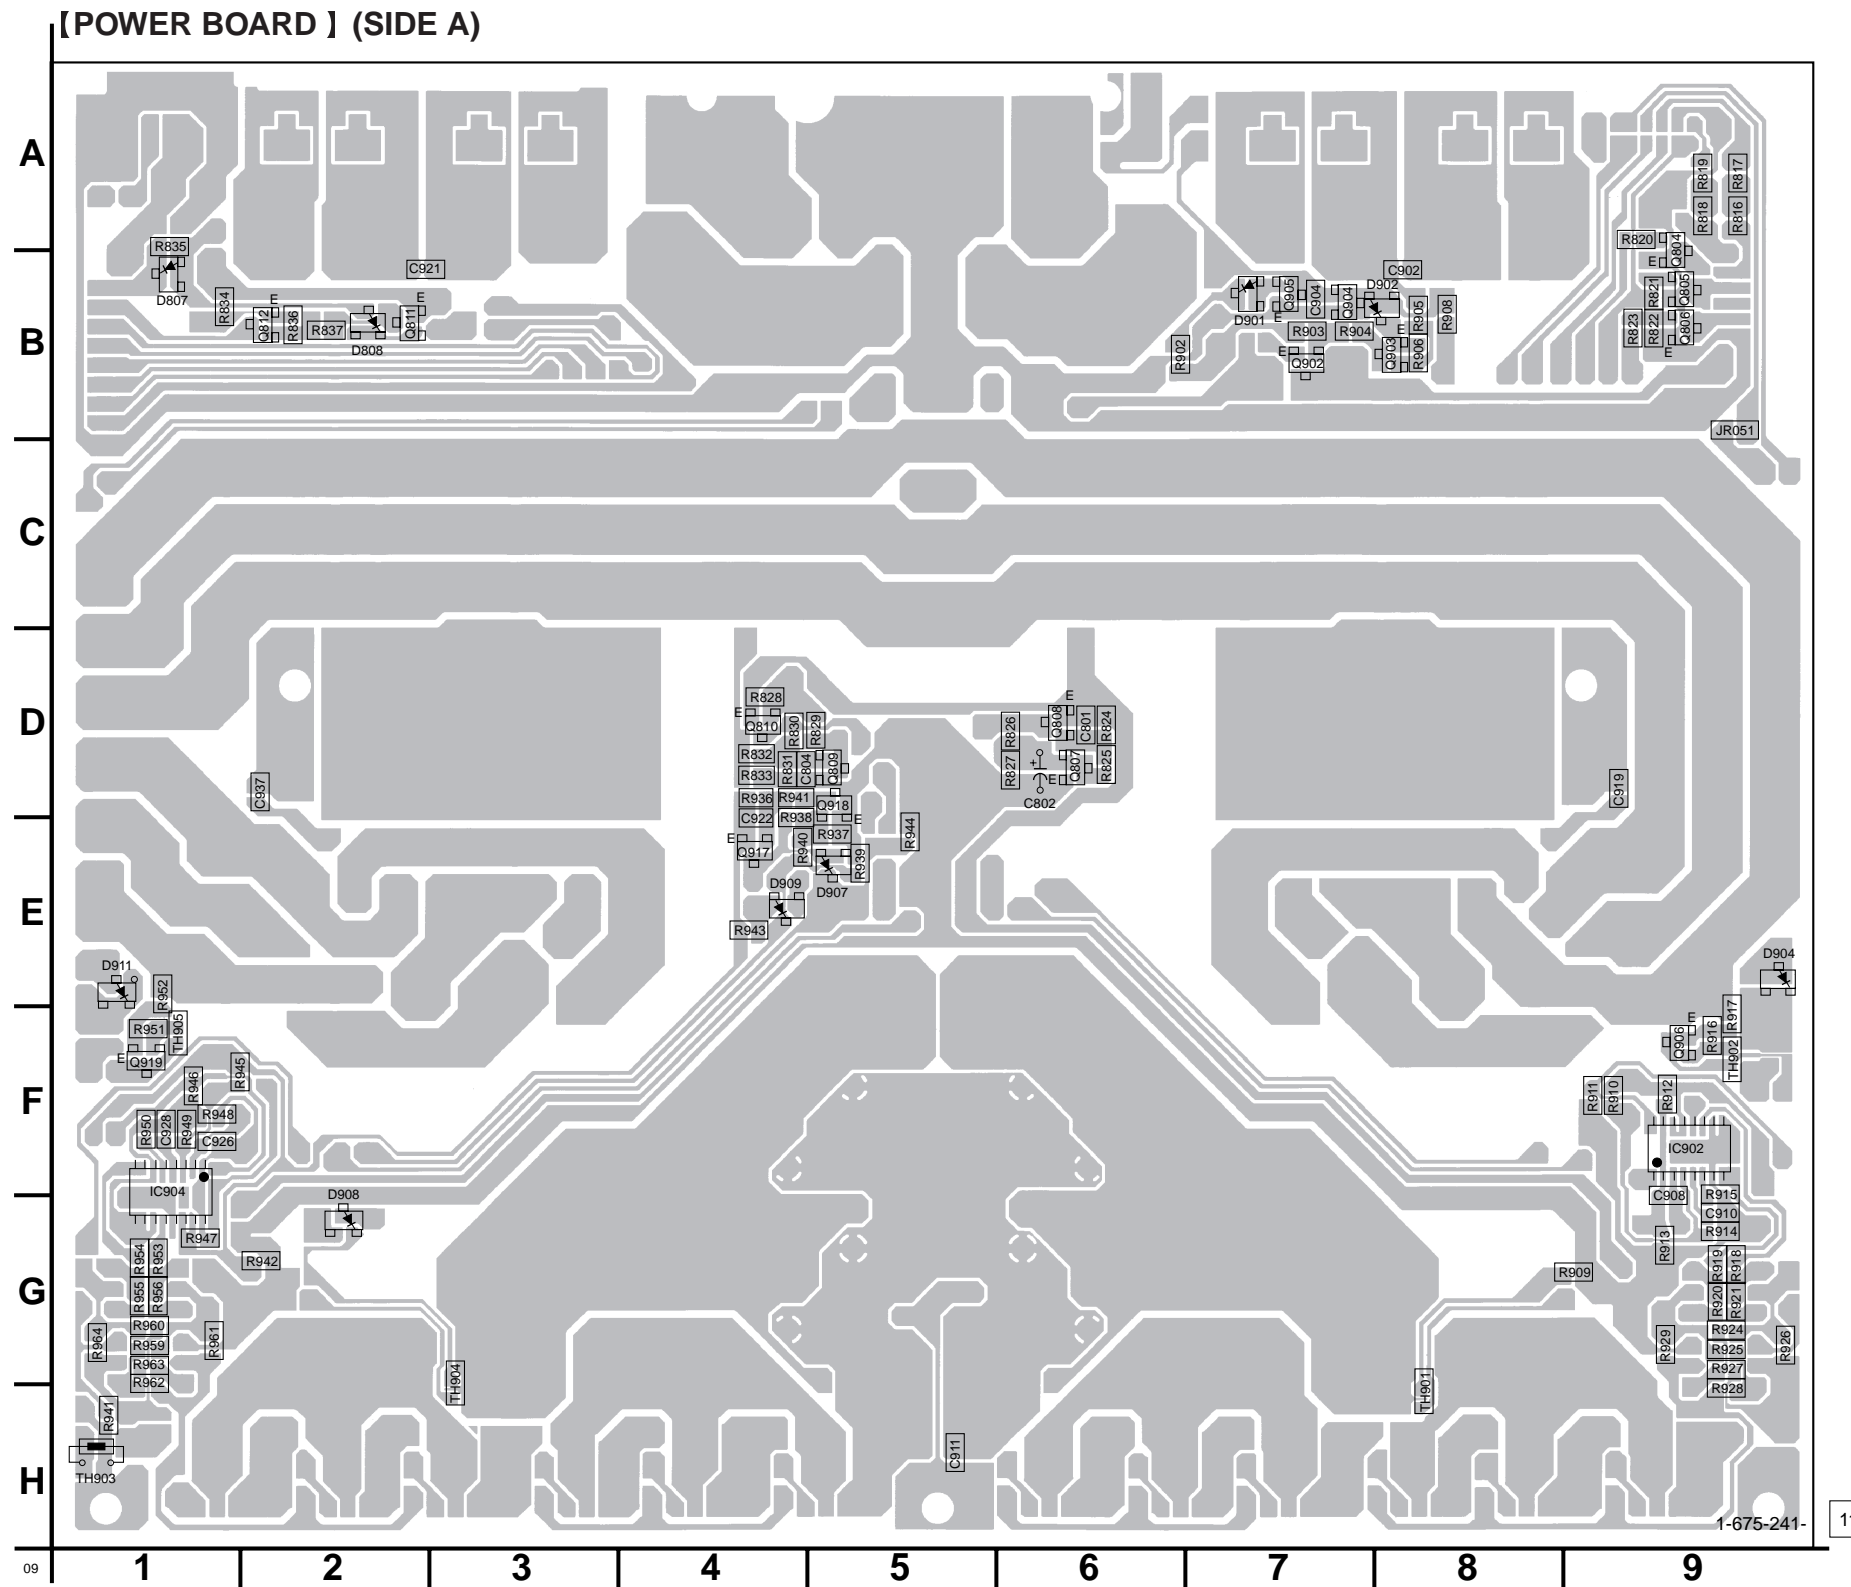 【POWER BOARD】(SIDE A)
A
R819 R817
R818 R816
R835 R820 Q804
E
C921 C902
D807 R834 E E D902
Q812 R836 R837 Q811 D901 Q905 C904 Q904 R905 R908 R821 Q805
D808 E R903 R904 E R823 R822 Q806
B
R902 E Q902 Q903 R906 E
JR051
C
R828 E
E Q810 R830 R829 R826 Q808 C801 R824
D
R832 R831 C804 Q809 R827 + Q807 R825
R833 E
C937 R936 R941 Q918 C802 C919
C922 R938 E
E R937 R944
Q917 R940 R939
D909 D907
E
R943
D911 D904
R952
R951 TH905 R917
E Q919 E Q906 R916
R945 TH902
R946 R911 R910 R912
F
R950 C928 R949 R948
C926 IC902
IC904 D908 C908 R915
C910
R947 R914
R954 R953 R942 R913
R919 R918
R909
G
R955 R956 R920 R921
R960 R924
R964 R959 R961 R929 R925 R926
R963 R927
R962 TH904 TH901 R928
R941
C911
H
TH903
1-675-241- 11
09 1 2 3 4 5 6 7 8 9